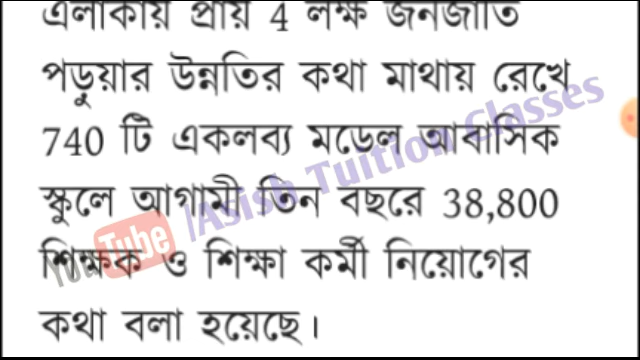 এলাকায় প্রায় 4 লক্ষ জনজাতি
পড়ুয়ার উন্নতির কথা মাথায় রেখে
740 টি একলব্য মডেল আবাসিক
স্কুলে আগামী তিন বছরে 38,800
শিক্ষক ও শিক্ষা কর্মী নিয়োগের
কথা বলা হয়েছে।
YouTube /Asish Tuition Classes